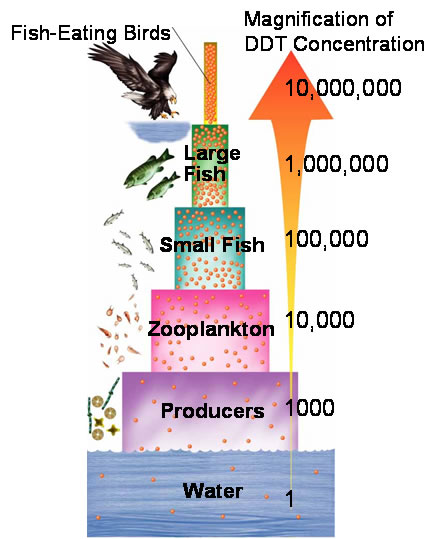 Magnification of
DDT Concentration
Fish-Eating Birds
10,000,000
Large
Fish
1,000,000
Small Fish
100,000
Zooplankton
10,000
Producers
1000
Water
1